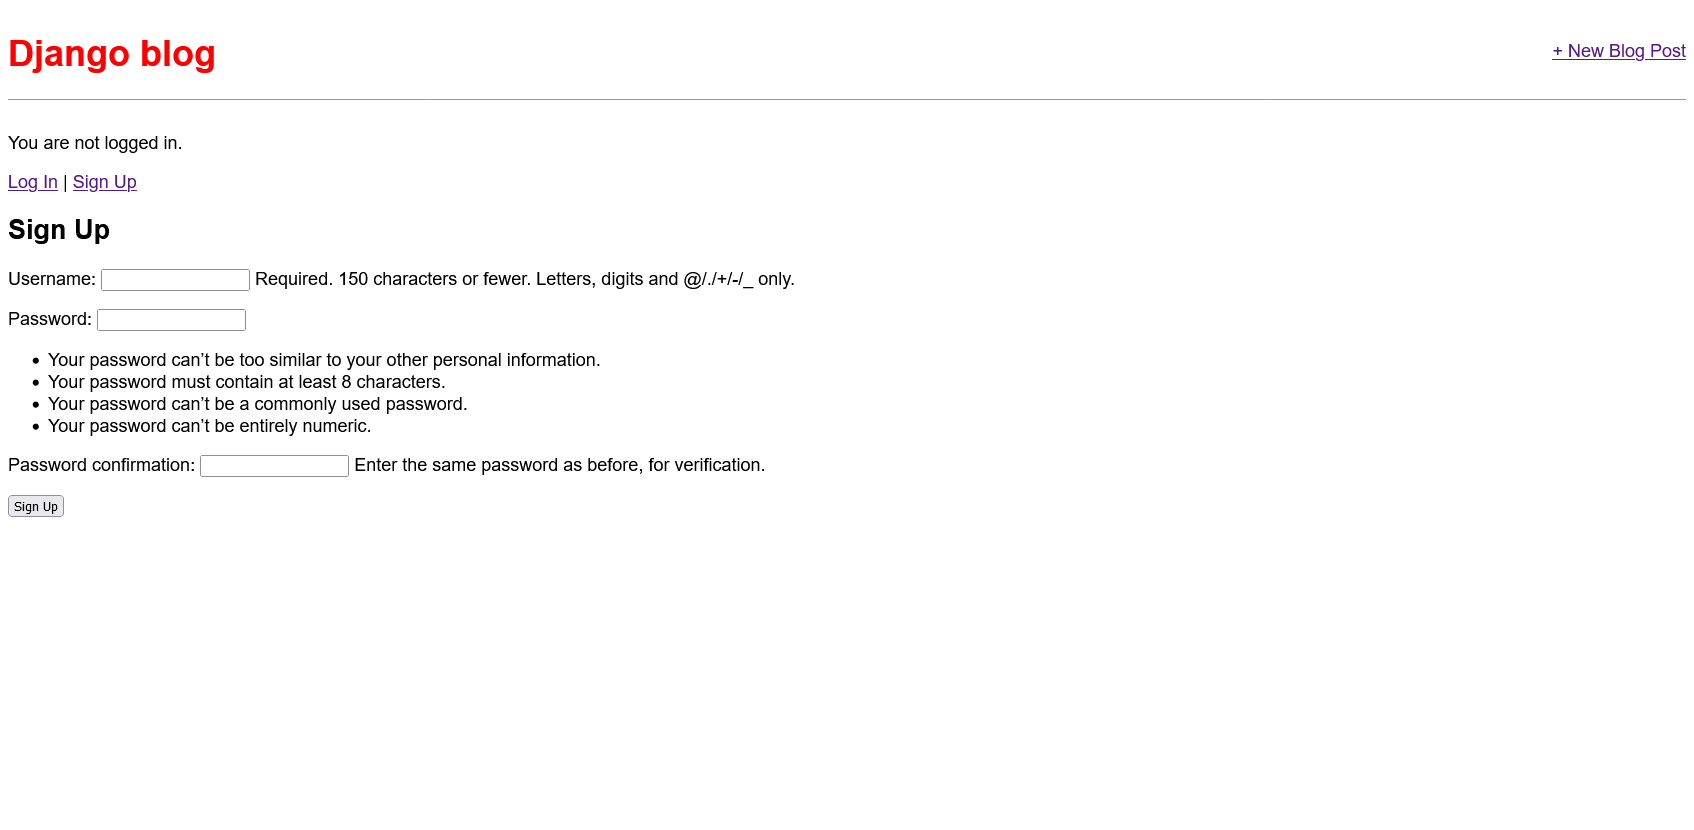 Django blog
+ New Blog Post
You are not logged in.
Log In | Sign Up
Sign Up
Username: Required. 150 characters or fewer. Letters, digits and @/./+/-/_ only.
Password:
• Your password can’t be too similar to your other personal information.
• Your password must contain at least 8 characters.
• Your password can’t be a commonly used password.
• Your password can’t be entirely numeric.
Password confirmation: Enter the same password as before, for verification.
Sign Up